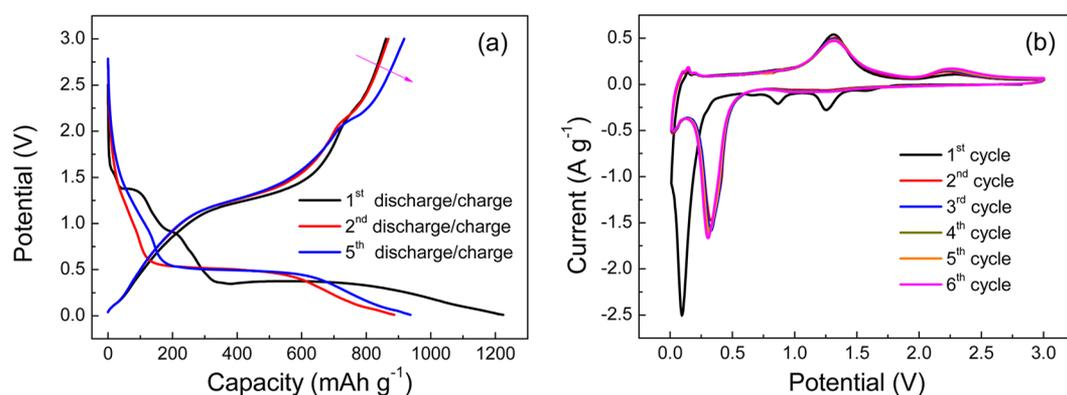 (a)
3.0
2.5
2.0
1.5
1.0
0.5
0.0
Potential (V)
1st discharge/charge
2nd discharge/charge
5th discharge/charge
0 200 400 600 800 1000 1200
Capacity (mAh g-1)
(b)
0.5
0.0
-0.5
-1.0
-1.5
-2.0
-2.5
Current (A g-1)
1st cycle
2nd cycle
3rd cycle
4th cycle
5th cycle
6th cycle
0.0 0.5 1.0 1.5 2.0 2.5 3.0
Potential (V)